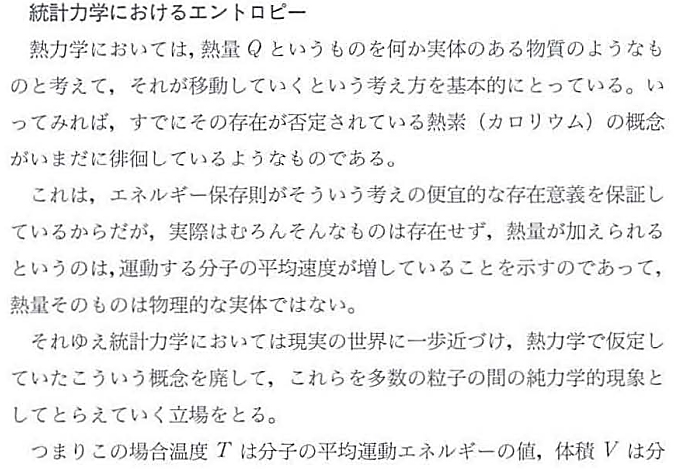 統計力学におけるエントロピー
熱力学においては,熱量 Q というものを何か実体のある物質のようなも
のと考えて，それが移動していくという考え方を基本的にとっている。い
ってみれば，すでにその存在が否定されている熱素（カロリウム）の概念
がいまだに徘徊しているようなものである。
これは，エネルギー保存則がそういう考えの便宜的な存在意義を保証し
ているからだが，実際はむろんそんなものは存在せず，熱量が加えられる
というのは,運動する分子の平均速度が増していることを示すのであって，
熱量そのものは物理的な実体ではない。
それゆえ統計力学においては現実の世界に一歩近づけ，熱力学で仮定し
ていたこういう概念を廃して，これらを多数の粒子の間の純力学的現象と
してとらえていく立場をとる。
つまりこの場合温度 T は分子の平均運動エネルギーの値，体積 V は分